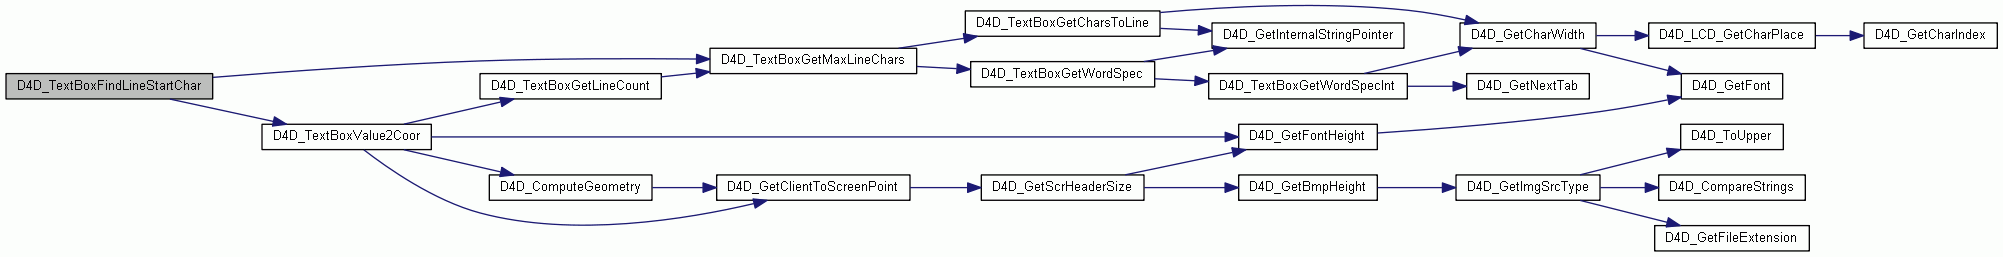 D4D_TextBoxFindLineStartChar
D4D_TextBoxValue2Coor
D4D_TextBoxGetLineCount
D4D_ComputeGeometry
D4D_TextBoxGetMaxLineChars
D4D_GetClientToScreenPoint
D4D_TextBoxGetCharsToLine
D4D_TextBoxGetWordSpec
D4D_GetScrHeaderSize
D4D_GetInternalStringPointer
D4D_TextBoxGetWordSpecInt
D4D_GetFontHeight
D4D_GetBmpHeight
D4D_GetCharWidth
D4D_GetNextTab
D4D_GetImgSrcType
D4D_LCD_GetCharPlace
D4D_GetFont
D4D_ToUpper
D4D_CompareStrings
D4D_GetFileExtension
D4D_GetCharIndex